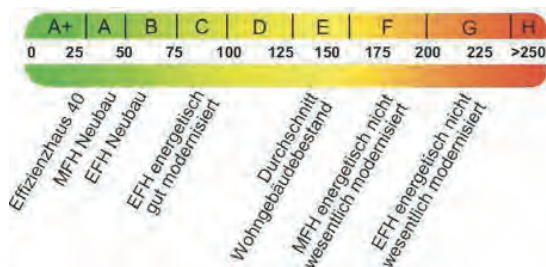 A+ A B C D E F G H
0 25 50 75 100 125 150 175 200 225 >250
Effizienzhaus 40
MFH Neubau
EFH Neubau
EFH energetisch
gut modernisiert
Durchschnitt
Wohngebäudebestand
MFH energetisch nicht
wesentlich modernisiert
EFH energetisch nicht
wesentlich modernisiert